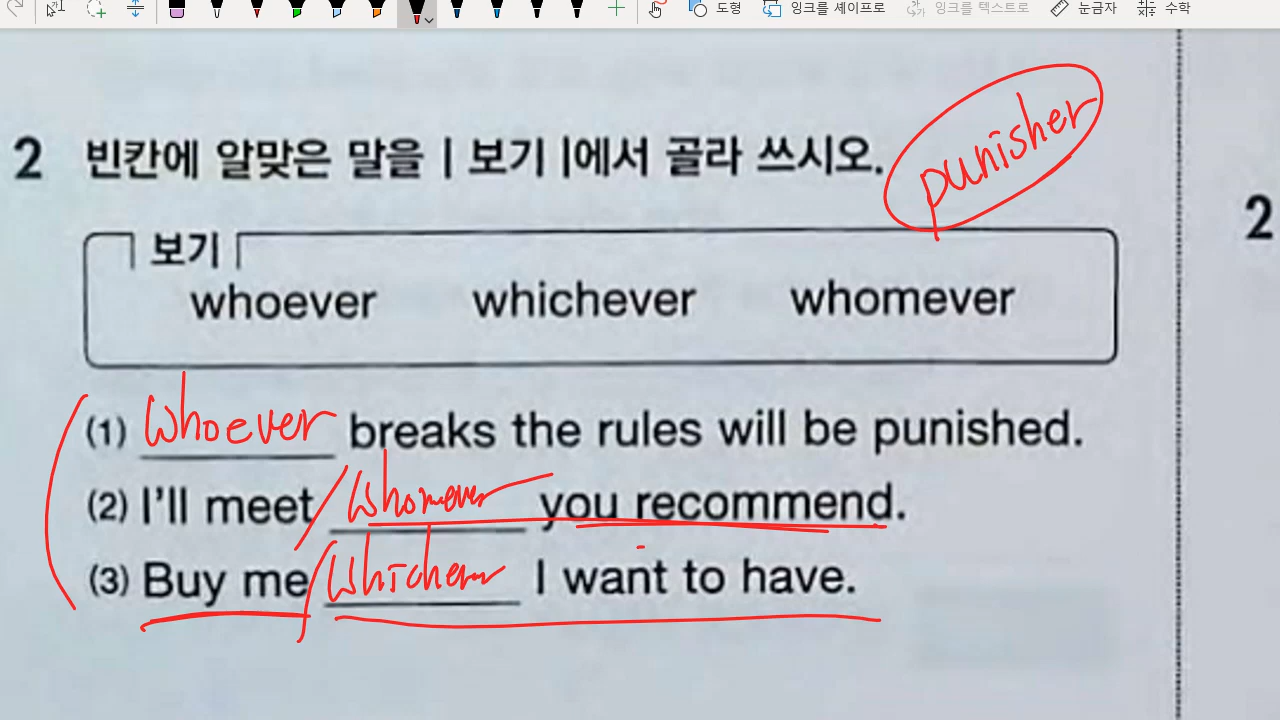 도형 잉크를 셰이프로 잉크를 텍스트로 눈금자 수학
punisher
2 빈칸에 알맞은 말을 | 보기 |에서 골라 쓰시오.
2
보기
whoever whichever whomever
(1) whoever breaks the rules will be punished.
(2) I'll meet whomever you recommend.
(3) Buy me whichever I want to have.